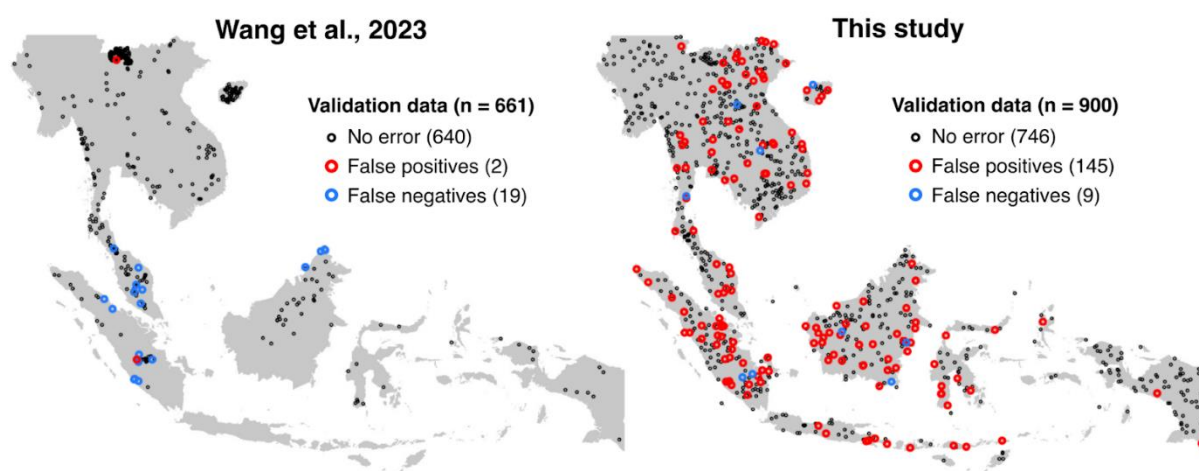 Wang et al., 2023
Validation data (n = 661)
No error (640)
False positives (2)
False negatives (19)
This study
Validation data (n = 900)
No error (746)
False positives (145)
False negatives (9)